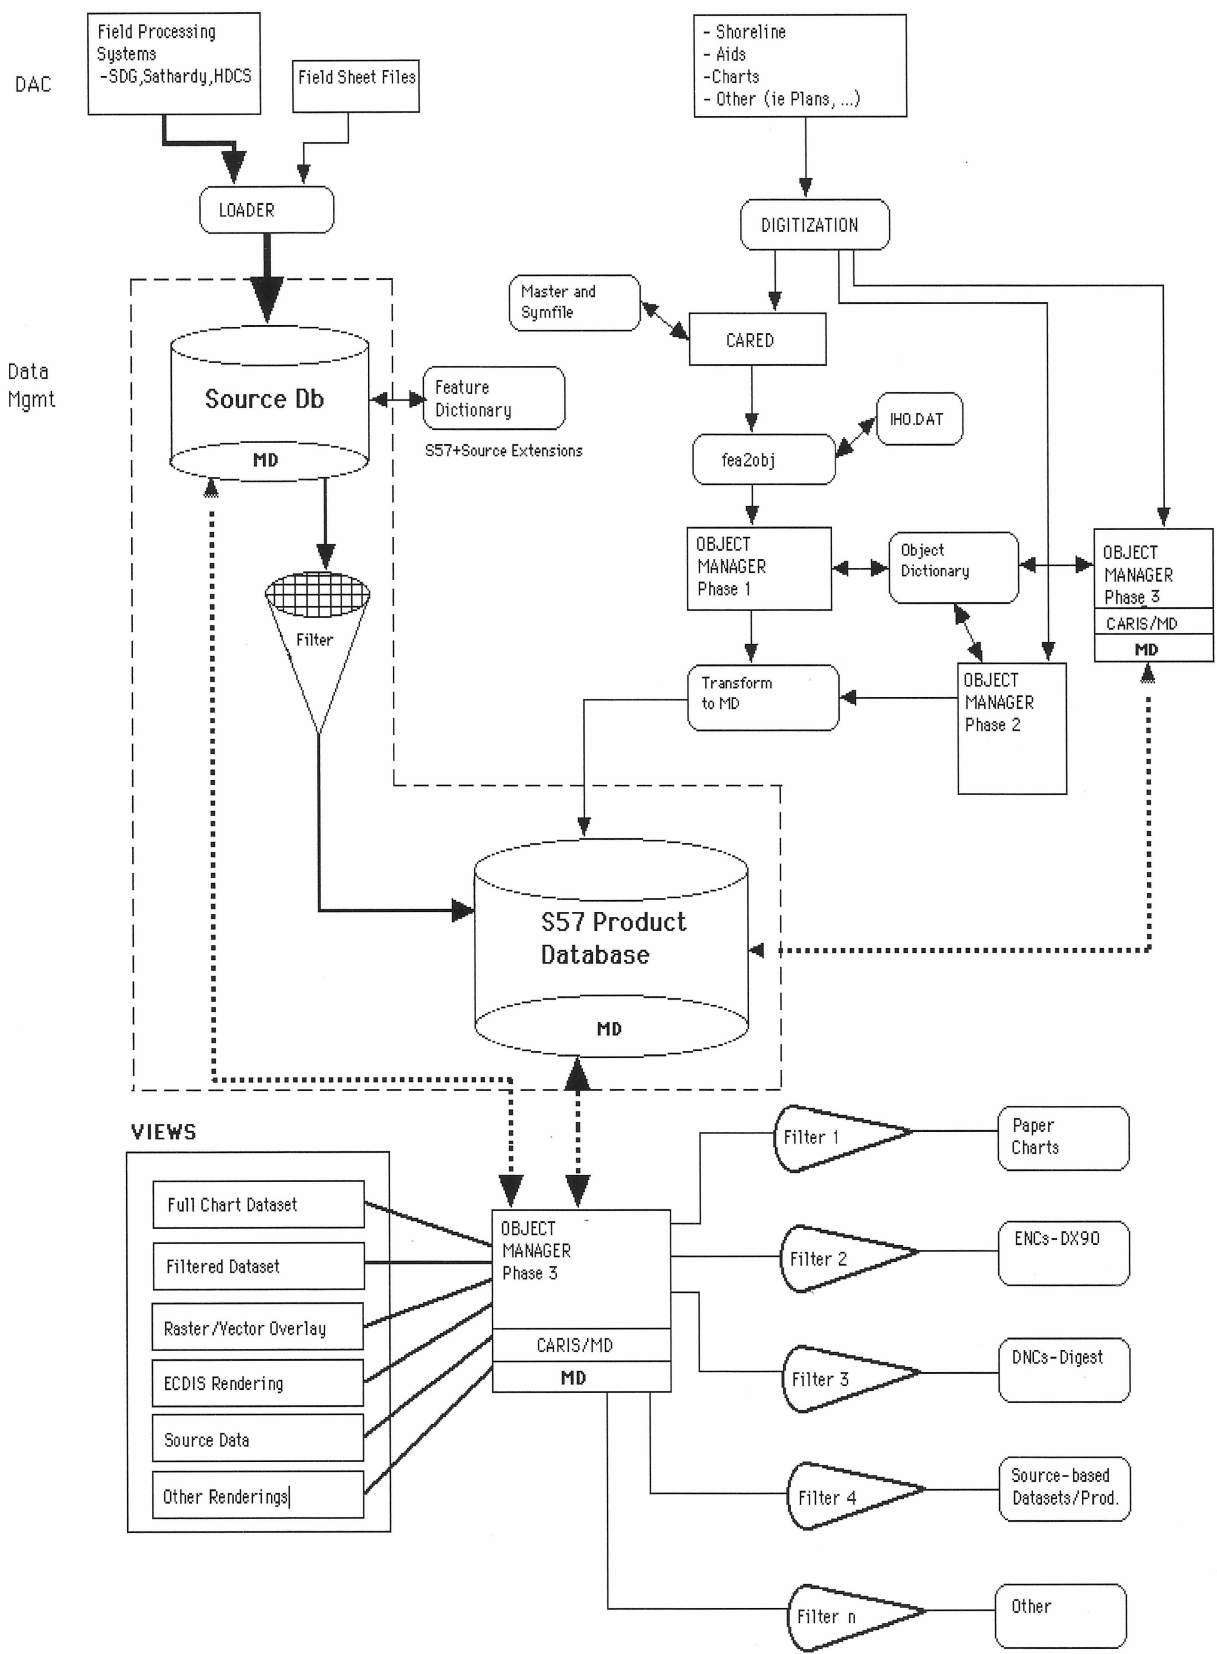 Field Processing
Systems
-SDG,Sathardy,HDCS
Field Sheet Files
DAC
- Shoreline
- Aids
-Charts
- Other (ie Plans, ...)
LOADER
DIGITIZATION
Master and
Symfile
CARED
Data
Mgmt
Source Db
MD
Feature
Dictionary
S57+Source Extensions
IHO.DAT
fea2obj
OBJECT
MANAGER
Phase 1
Object
Dictionary
OBJECT
MANAGER
Phase 3
CARIS/MD
MD
Filter
Transform
to MD
OBJECT
MANAGER
Phase 2
S57 Product
Database
MD
VIEWS
Full Chart Dataset
Filtered Dataset
Raster/Vector Overlay
ECDIS Rendering
Source Data
Other Renderings
OBJECT
MANAGER
Phase 3
CARIS/MD
MD
Filter 1
Paper
Charts
Filter 2
ENCs-DX90
Filter 3
DNCs-Digest
Filter 4
Source-based
Datasets/Prod.
Filter n
Other